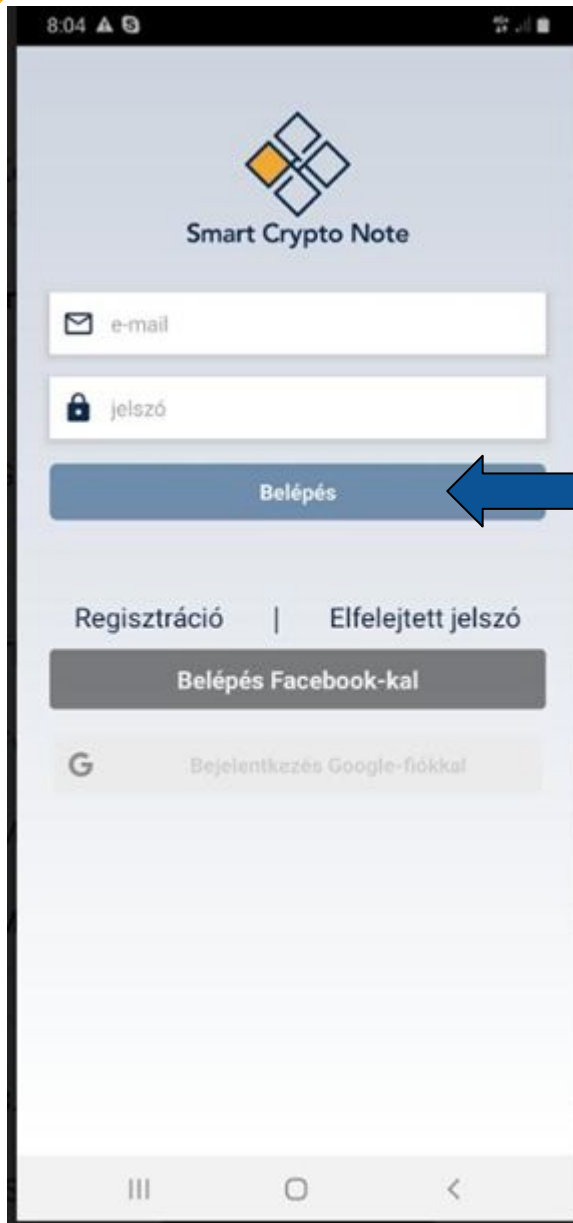 8:04
Smart Crypto Note
e-mail
jelszó
Belépés
Regisztráció | Elfelejtett jelszó
Belépés Facebook-kal
G Bejelentkezés Google-fiókkal